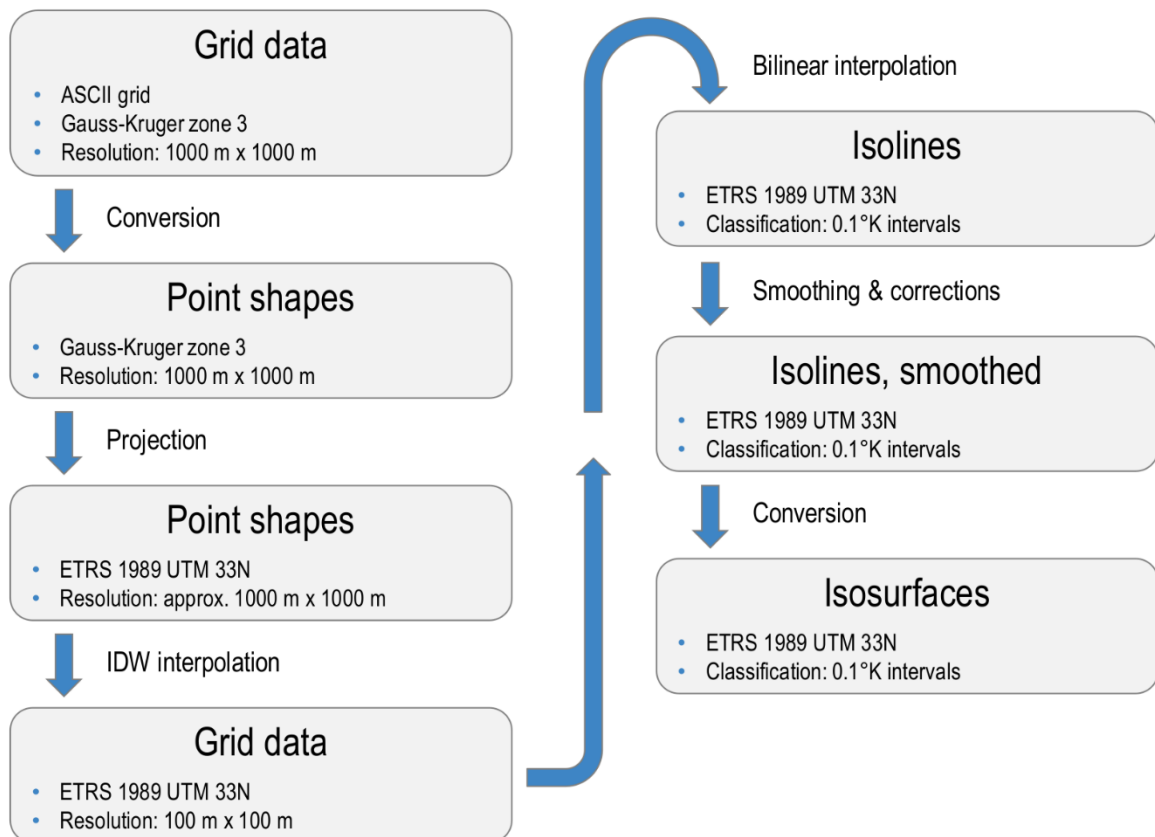 Grid data
• ASCII grid
• Gauss-Kruger zone 3
• Resolution: 1000 m x 1000 m
Conversion
Point shapes
• Gauss-Kruger zone 3
• Resolution: 1000 m x 1000 m
Projection
Point shapes
• ETRS 1989 UTM 33N
• Resolution: approx. 1000 m x 1000 m
IDW interpolation
Grid data
• ETRS 1989 UTM 33N
• Resolution: 100 m x 100 m
Bilinear interpolation
Isolines
• ETRS 1989 UTM 33N
• Classification: 0.1°K intervals
Smoothing & corrections
Isolines, smoothed
• ETRS 1989 UTM 33N
• Classification: 0.1°K intervals
Conversion
Isosurfaces
• ETRS 1989 UTM 33N
• Classification: 0.1°K intervals